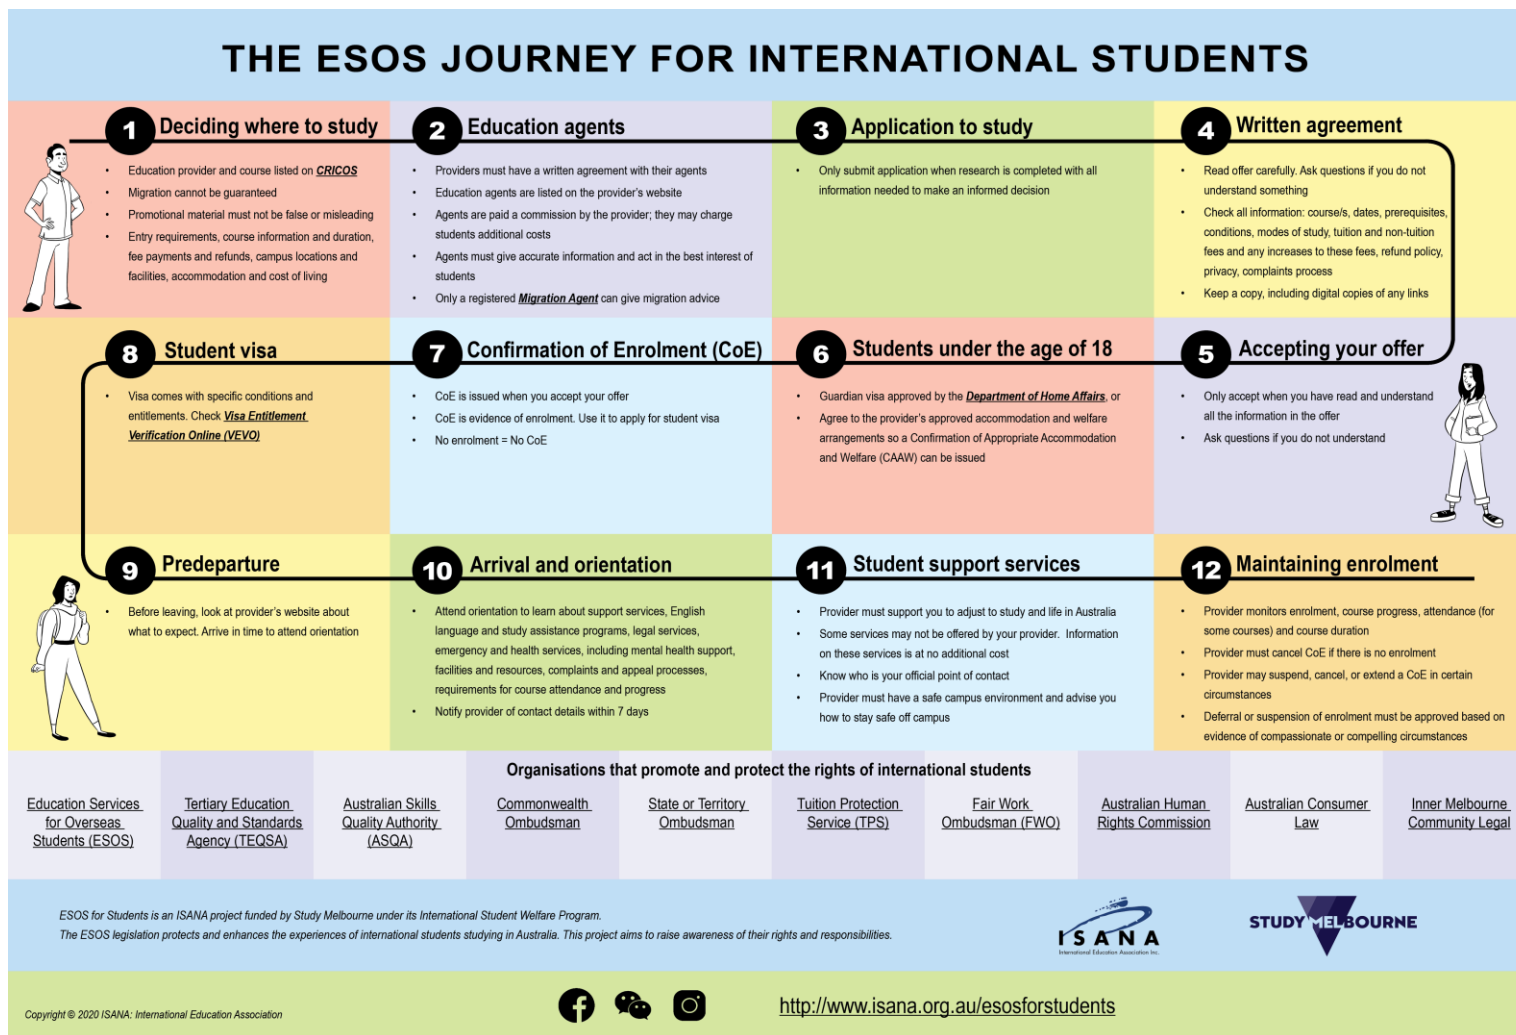 THE ESOS JOURNEY FOR INTERNATIONAL STUDENTS
1 Deciding where to study
• Education provider and course listed on CRICOS
• Migration cannot be guaranteed
• Promotional material must not be false or misleading
• Entry requirements, course information and duration,
fee payments and refunds, campus locations and
facilities, accommodation and cost of living
2 Education agents
• Providers must have a written agreement with their agents
• Education agents are listed on the provider's website
• Agents are paid a commission by the provider; they may charge
students additional costs
• Agents must give accurate information and act in the best interest of
students
• Only a registered Migration Agent can give migration advice
3 Application to study
• Only submit application when research is completed with all
information needed to make an informed decision
4 Written agreement
• Read offer carefully. Ask questions if you do not
understand something
• Check all information: course/s, dates, prerequisites,
conditions, modes of study, tuition and non-tuition
fees and any increases to these fees, refund policy,
privacy, complaints process
• Keep a copy, including digital copies of any links
8 Student visa
• Visa comes with specific conditions and
entitlements. Check Visa Entitlement
Verification Online (VEVO)
7 Confirmation of Enrolment (CoE)
• CoE is issued when you accept your offer
• CoE is evidence of enrolment. Use it to apply for student visa
• No enrolment = No CoE
6 Students under the age of 18
• Guardian visa approved by the Department of Home Affairs, or
• Agree to the provider's approved accommodation and welfare
arrangements so a Confirmation of Appropriate Accommodation
and Welfare (CAAW) can be issued
5 Accepting your offer
• Only accept when you have read and understand
all the information in the offer
• Ask questions if you do not understand
9 Predeparture
• Before leaving, look at provider's website about
what to expect. Arrive in time to attend orientation
10 Arrival and orientation
• Attend orientation to learn about support services, English
language and study assistance programs, legal services,
emergency and health services, including mental health support,
facilities and resources, complaints and appeal processes,
requirements for course attendance and progress
• Notify provider of contact details within 7 days
11 Student support services
• Provider must support you to adjust to study and life in Australia
• Some services may not be offered by your provider. Information
on these services is at no additional cost
• Know who is your official point of contact
• Provider must have a safe campus environment and advise you
how to stay safe off campus
12 Maintaining enrolment
• Provider monitors enrolment, course progress, attendance (for
some courses) and course duration
• Provider must cancel CoE if there is no enrolment
• Provider may suspend, cancel, or extend a CoE in certain
circumstances
• Deferral or suspension of enrolment must be approved based on
evidence of compassionate or compelling circumstances
Organisations that promote and protect the rights of international students
Education Services
for Overseas
Students (ESOS)
Tertiary Education
Quality and Standards
Agency (TEQSA)
Australian Skills
Quality Authority
(ASQA)
Commonwealth
Ombudsman
State or Territory
Ombudsman
Tuition Protection
Service (TPS)
Fair Work
Ombudsman (FWO)
Australian Human
Rights Commission
Australian Consumer
Law
Inner Melbourne
Community Legal
ESOS for Students is an ISANA project funded by Study Melbourne under its International Student Welfare Program.
The ESOS legislation protects and enhances the experiences of international students studying in Australia. This project aims to raise awareness of their rights and responsibilities.
ISANA
International Education Association Inc.
STUDY MELBOURNE
Copyright © 2020 ISANA: International Education Association
http://www.isana.org.au/esosforstudents